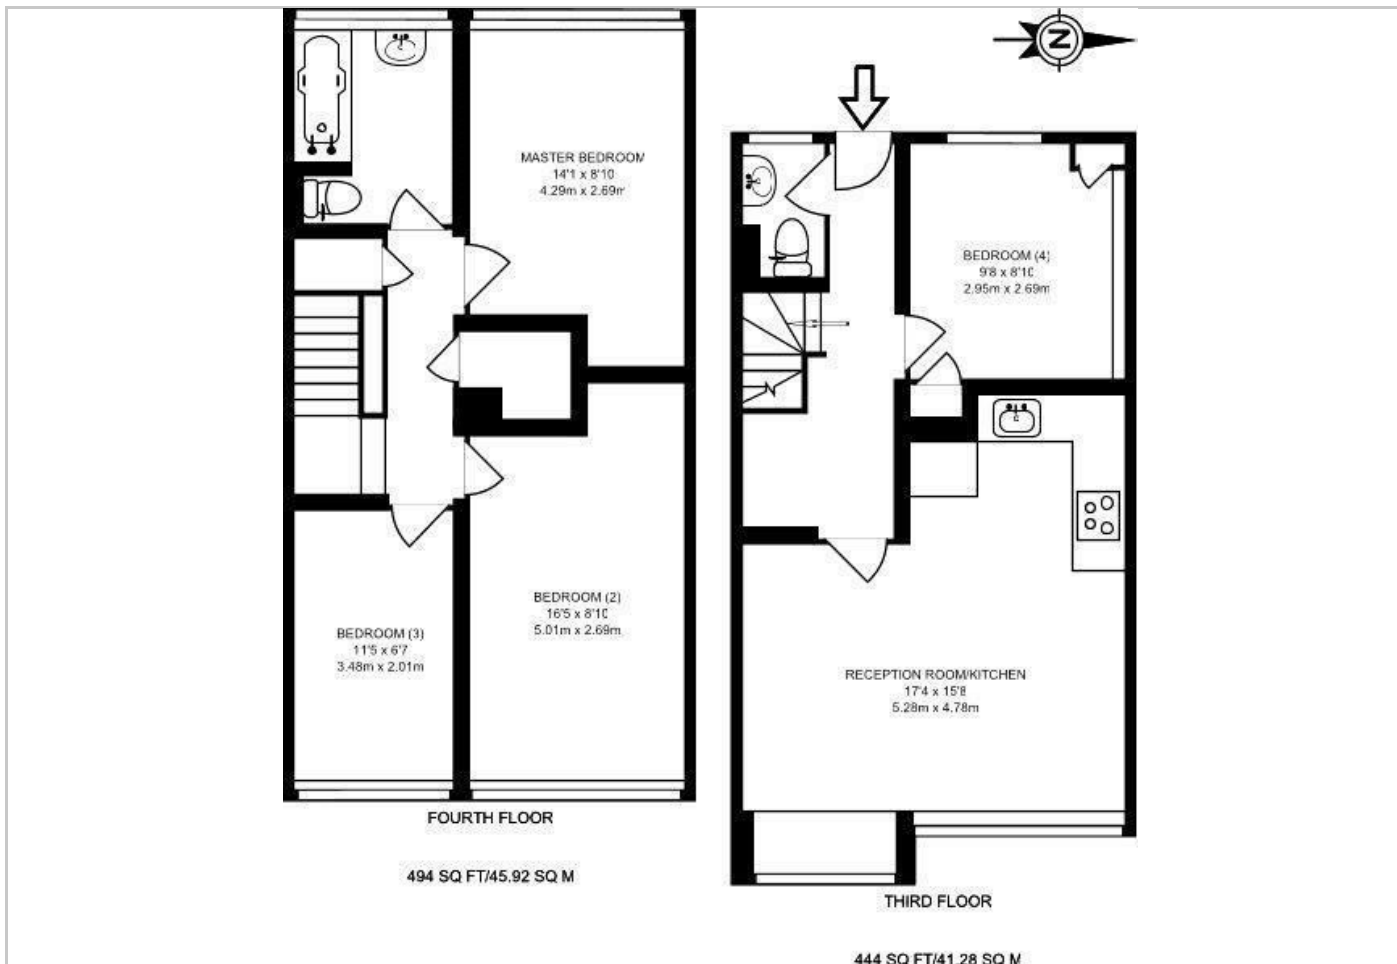 N
MASTER BEDROOM
14'1 x 8'10
4.29m x 2.69m
BEDROOM (2)
16'5 x 8'10
5.01m x 2.69m
BEDROOM (3)
11'5 x 6'7
3.48m x 2.01m
FOURTH FLOOR
494 SQ FT/45.92 SQ M
BEDROOM (4)
9'8 x 8'10
2.95m x 2.69m
RECEPTION ROOM/KITCHEN
17'4 x 15'8
5.28m x 4.78m
THIRD FLOOR
444 SQ FT/41.28 SQ M